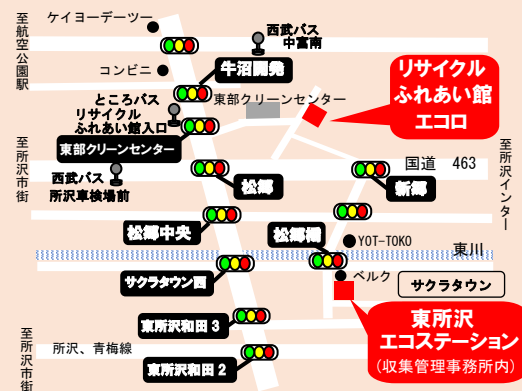 至航空公園駅
ケイヨーデーツー
西武バス
中富南
コンビニ
牛沼開発
リサイクル
ふれあい館
エコロ
ところバス
リサイクル
ふれあい館入口
東部クリーンセンター
東部クリーンセンター
至所沢市街
国道 463
至所沢インター
西武バス
所沢車検場前
松郷
新郷
松郷中央
松郷橋
YOT-TOKO
東川
サクラタウン西
ベルク
サクラタウン
東所沢和田3
東所沢
エコステーション
(収集管理事務所内)
至所沢市街
所沢、青梅線
東所沢和田2